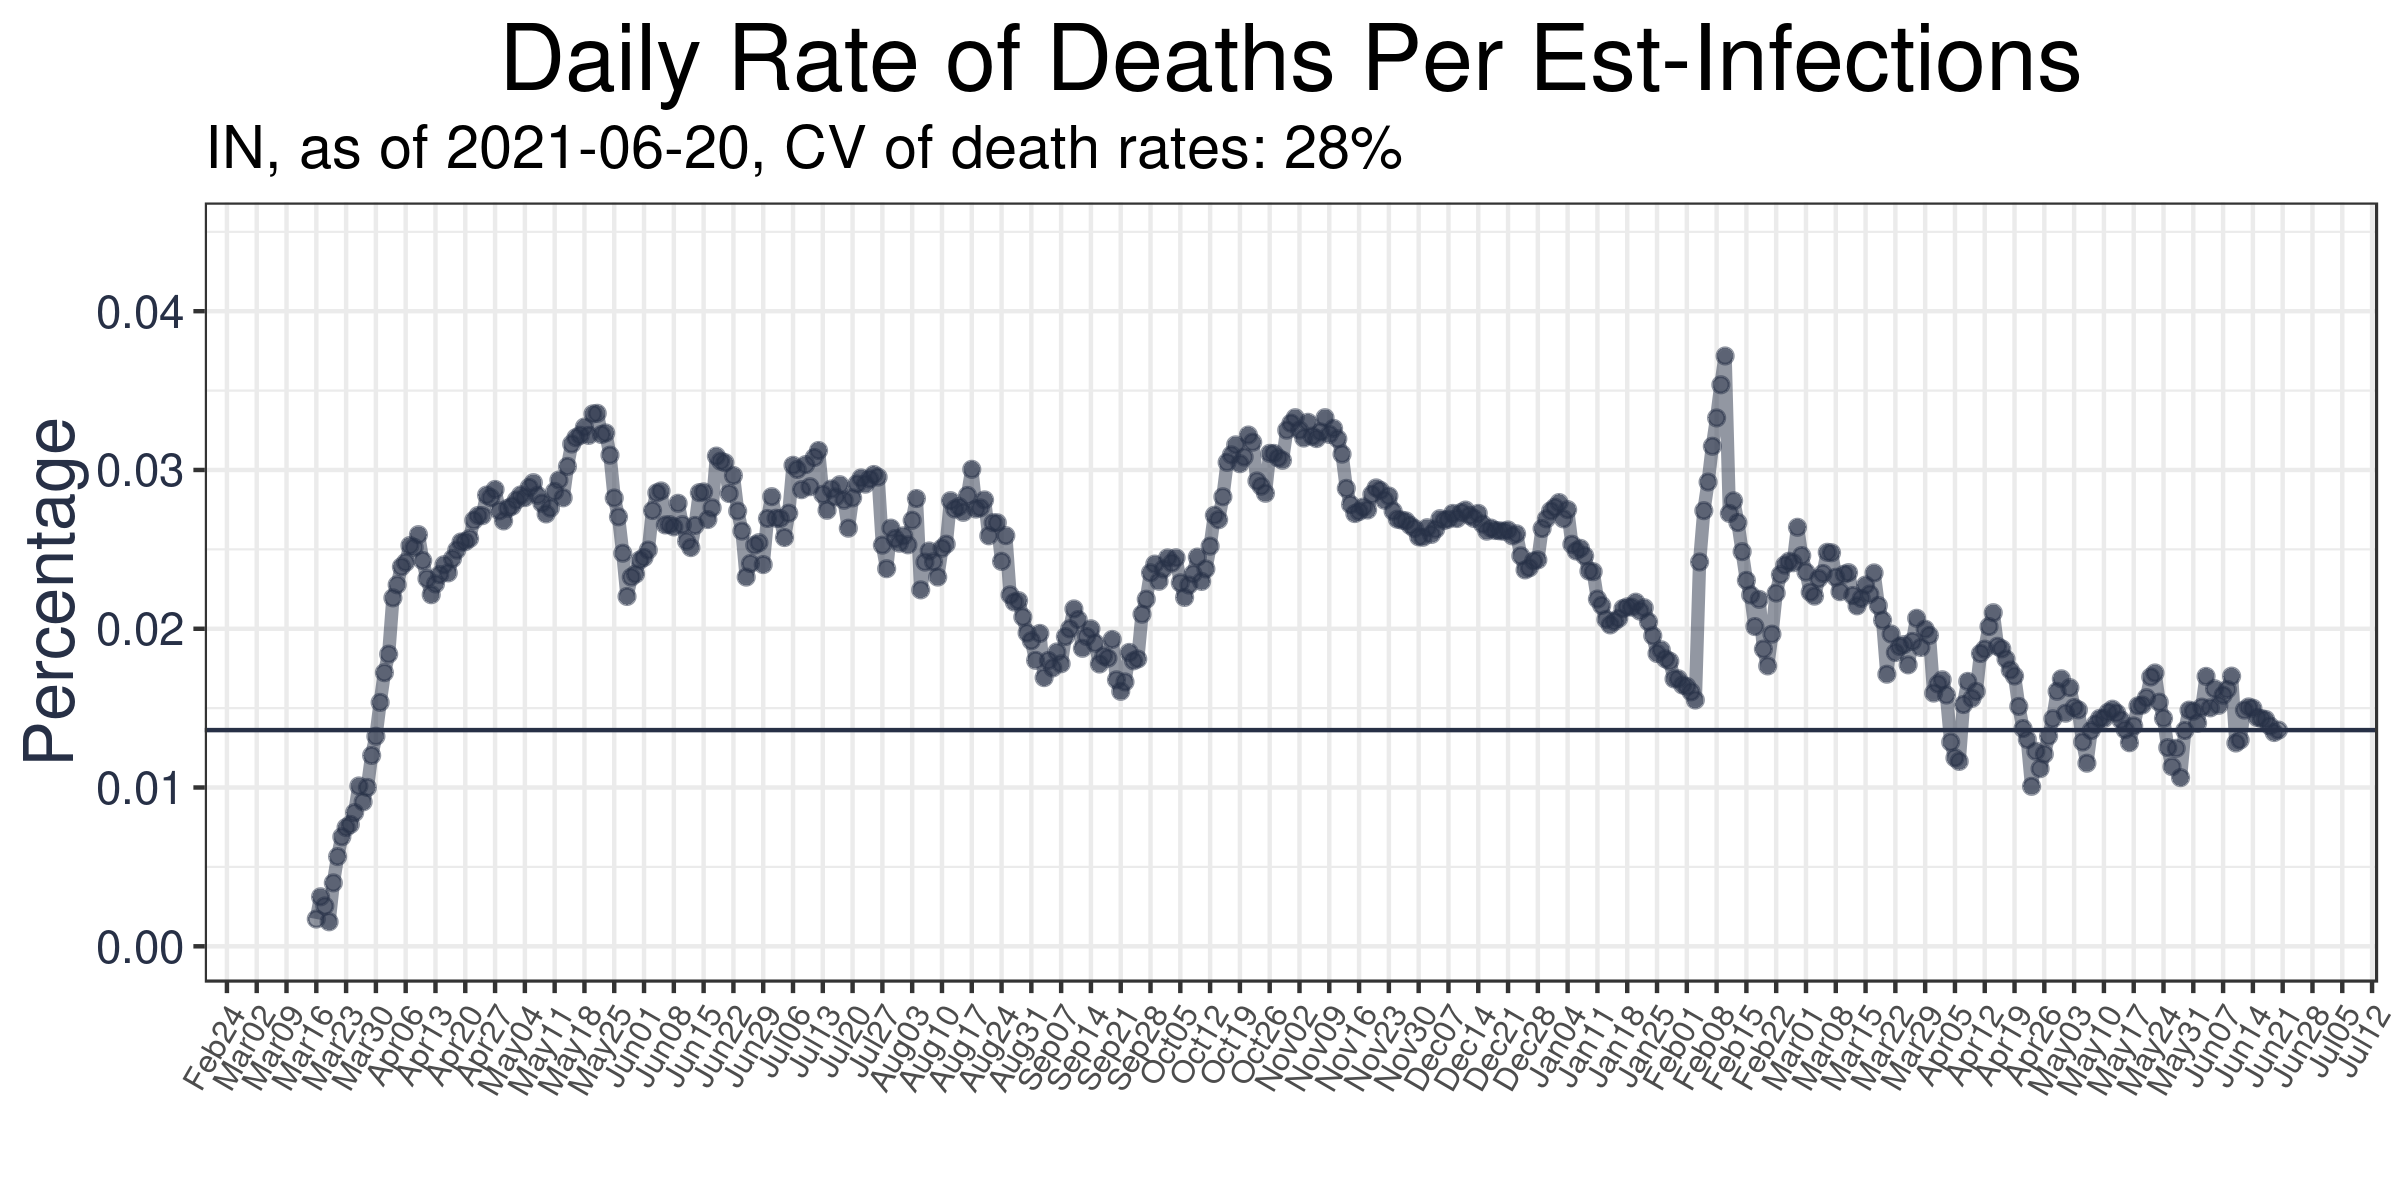 Daily Rate of Deaths Per Est-Infections
IN, as of 2021-06-20, CV of death rates: 28%
Percentage
0.04
0.03
0.02
0.01
0.00
Feb24
Mar02
Mar09
Mar16
Mar23
Mar30
Apr06
Apr13
Apr20
Apr27
May04
May11
May18
May25
Jun01
Jun08
Jun15
Jun22
Jun29
Jul06
Jul13
Jul20
Jul27
Aug03
Aug10
Aug17
Aug24
Aug31
Sep07
Sep14
Sep21
Sep28
Oct05
Oct12
Oct19
Oct26
Nov02
Nov09
Nov16
Nov23
Nov30
Dec07
Dec14
Dec21
Dec28
Jan04
Jan11
Jan18
Jan25
Feb01
Feb08
Feb15
Feb22
Mar01
Mar08
Mar15
Mar22
Mar29
Apr05
Apr12
Apr19
Apr26
May03
May10
May17
May24
May31
Jun07
Jun14
Jun21
Jun28
Jul05
Jul12